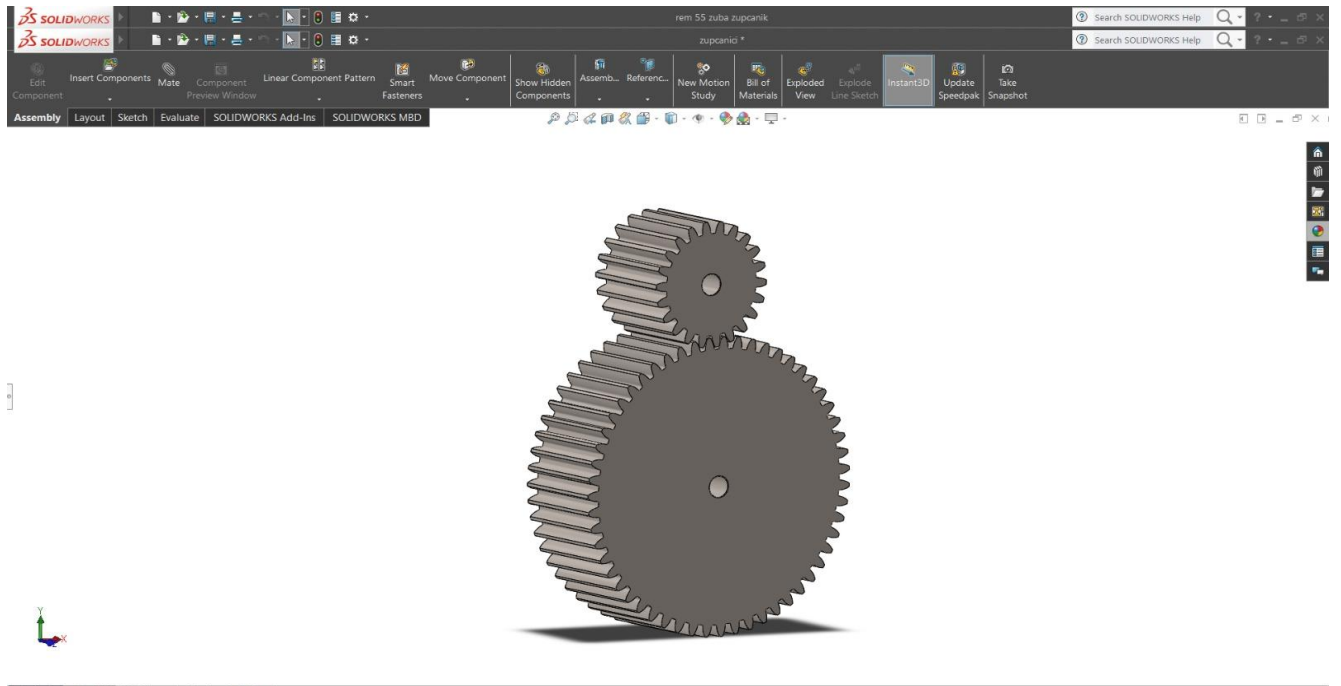 SOLIDWORKS
rem 55 zuba zupcanik
Search SOLIDWORKS Help
SOLIDWORKS
zupcanici *
Search SOLIDWORKS Help
Edit Component
Insert Components
Mate
Component Preview Window
Linear Component Pattern
Smart Fasteners
Move Component
Show Hidden Components
Assemb...
Referenc...
New Motion Study
Bill of Materials
Exploded View
Explode Line Sketch
Instant3D
Update Speedpak
Take Snapshot
Assembly Layout Sketch Evaluate SOLIDWORKS Add-Ins SOLIDWORKS MBD
Y
X